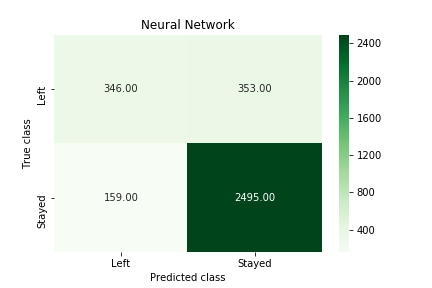 Neural Network
Left
346.00
353.00
Stayed
159.00
2495.00
True class
Left
Stayed
Predicted class
2400
2000
1600
1200
800
400